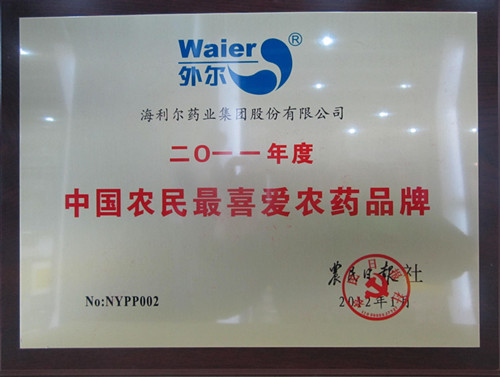 Waier®
外尔
海利尔药业集团股份有限公司
二〇一一年度
中国农民最喜爱农药品牌
农民日报社
No:NYPP002
2012年1月